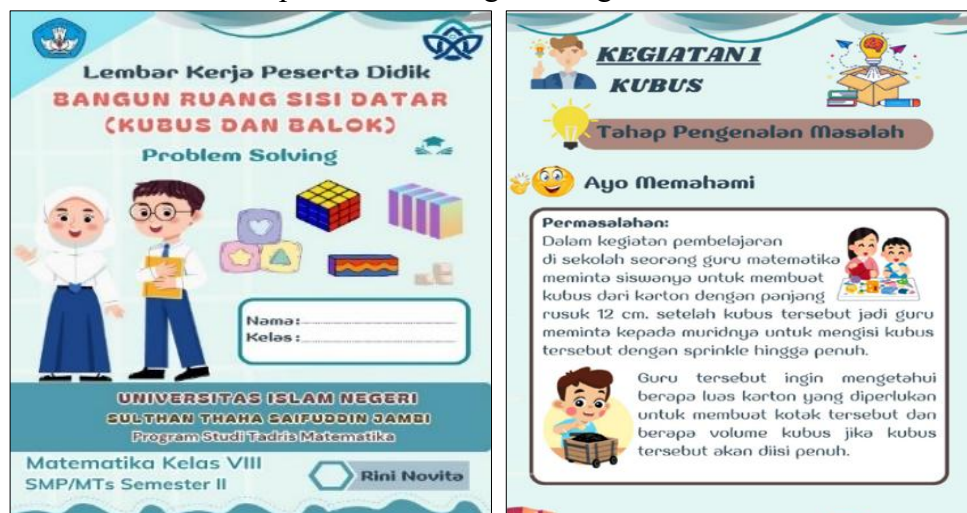 Lembar Kerja Peserta Didik
BANGUN RUANG SISI DATAR
(KUBUS DAN BALOK)
Problem Solving
Nama:
Kelas:
UNIVERSITAS ISLAM NEGERI
SULTHAN THAHA SAIFUDDIN JAMBI
Program Studi Tadris Matematika
Matematika Kelas VIII
SMP/MTs Semester II
Rini Novita
KEGIATAN 1
KUBUS
Tahap Pengenalan Masalah
Ayo Memahami
Permasalahan:
Dalam kegiatan pembelajaran
di sekolah seorang guru matematika
meminta siswanya untuk membuat
kubus dari karton dengan panjang
rusuk 12 cm. setelah kubus tersebut jadi guru
meminta kepada muridnya untuk mengisi kubus
tersebut dengan sprinkle hingga penuh.
Guru tersebut ingin mengetahui
berapa luas karton yang diperlukan
untuk membuat kotak tersebut dan
berapa volume kubus jika kubus
tersebut akan diisi penuh.